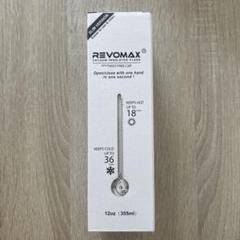 REVOMAX®
VACUUM INSULATED FLASK
Open/close with one hand
in one second !
KEEPS HOT
UP TO
18
KEEPS COLD
UP TO
36
12oz (355ml)